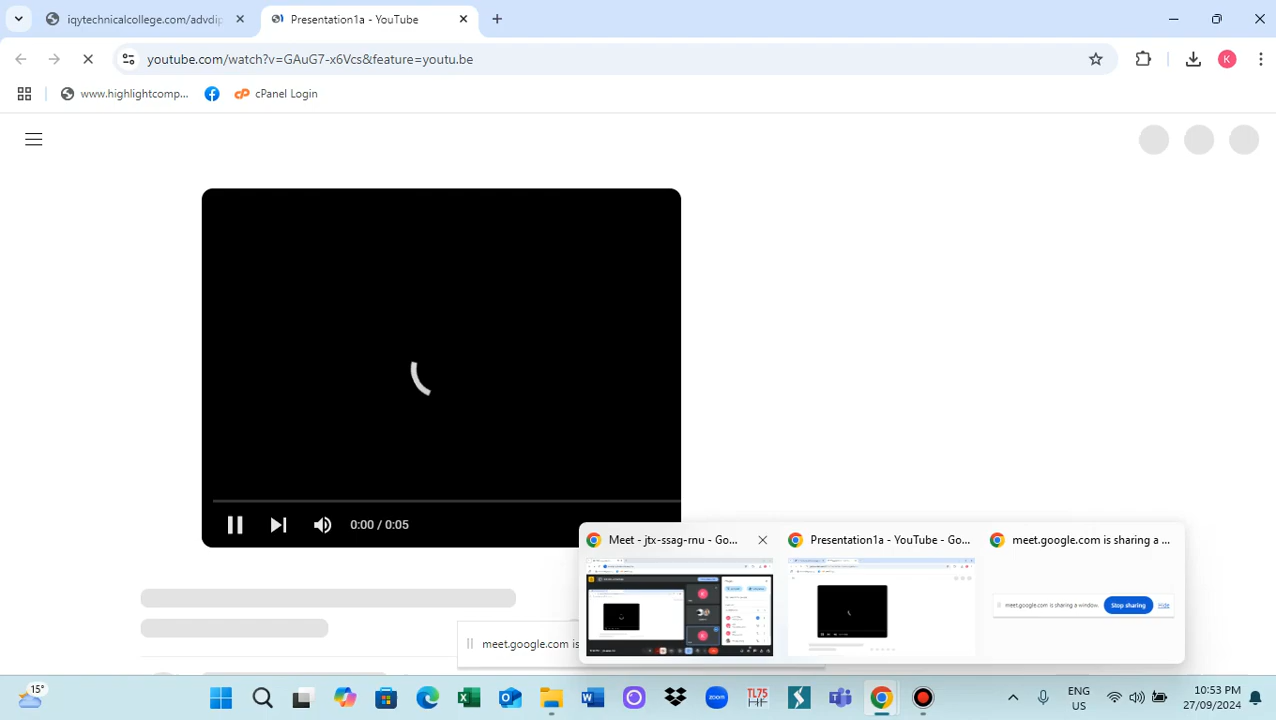 iqytechnicalcollege.com/advdip
Presentation1a - YouTube
youtube.com/watch?v=GAuG7-x6Vcs&feature=youtu.be
K
www.highlightcomp...
cPanel Login
0:00 / 0:05
Meet - jtx-ssag-rnu - Go...
Presentation1a - YouTube - Go...
meet.google.com is sharing a ...
meet.google.com is sharing a window.
Stop sharing
Hide
meet.google.com is
15°
TL75
ENG
US
10:53 PM
27/09/2024